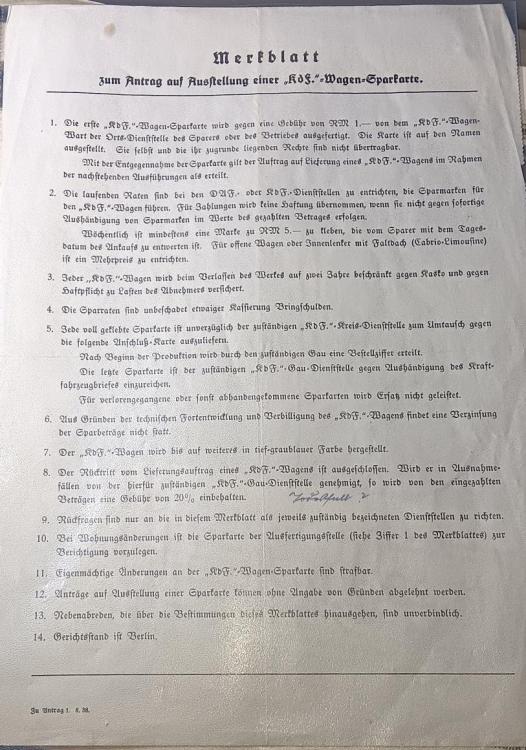 Merkblatt
zum Antrag auf Ausstellung einer „KdF."-Wagen-Sparkarte.
1. Die erste „KdF."-Wagen-Sparkarte wird gegen eine Gebühr von RM 1.— von dem „KdF."-Wagen-
Wart der Orts-Dienststelle des Sparers oder des Betriebes ausgefertigt. Die Karte ist auf den Namen
ausgestellt. Sie selbst und die ihr zugrunde liegenden Rechte sind nicht übertragbar.
Mit der Entgegennahme der Sparkarte gilt der Auftrag auf Lieferung eines „KdF."-Wagens im Rahmen
der nachstehenden Ausführungen als erteilt.
2. Die laufenden Raten sind bei den DAF.- oder KdF.-Dienststellen zu entrichten, die Sparmarken für
den „KdF."-Wagen führen. Für Zahlungen wird keine Haftung übernommen, wenn sie nicht gegen sofortige
Aushändigung von Sparmarken im Werte des gezahlten Betrages erfolgen.
Wöchentlich ist mindestens eine Marke zu RM 5.— zu kleben, die vom Sparer mit dem Tages-
datum des Ankaufs zu entwerten ist. Für offene Wagen oder Innenlenker mit Faltdach (Cabrio-Limousine)
ist ein Mehrpreis zu entrichten.
3. Jeder „KdF."-Wagen wird beim Verlassen des Werkes auf zwei Jahre beschränkt gegen Kasko und gegen
Haftpflicht zu Lasten des Abnehmers versichert.
4. Die Sparraten sind unbeschadet etwaiger Kassierung Bringschulden.
5. Jede voll geklebte Sparkarte ist unverzüglich der zuständigen „KdF."-Kreis-Dienststelle zum Umtausch gegen
die folgende Anschluß-Karte auszuliefern.
Nach Beginn der Produktion wird durch den zuständigen Gau eine Bestellziffer erteilt.
Die letzte Sparkarte ist der zuständigen „KdF."-Gau-Dienststelle gegen Aushändigung des Kraft-
fahrzeugbriefes einzureichen.
Für verlorengegangene oder sonst abhandengekommene Sparkarten wird Ersatz nicht geleistet.
6. Aus Gründen der technischen Fortentwicklung und Verbilligung des „KdF."-Wagens findet eine Verzinsung
der Sparbeträge nicht statt.
7. Der „KdF."-Wagen wird bis auf weiteres in tief-graublauer Farbe hergestellt.
8. Der Rücktritt vom Lieferungsauftrag eines „KdF."-Wagens ist ausgeschlossen. Wird er in Ausnahme-
fällen von der hierfür zuständigen „KdF."-Gau-Dienststelle genehmigt, so wird von den eingezahlten
Beträgen eine Gebühr von 20% einbehalten.
9. Rückfragen sind nur an die in diesem Merkblatt als jeweils zuständig bezeichneten Dienststellen zu richten.
10. Bei Wohnungsänderungen ist die Sparkarte der Ausfertigungsstelle (siehe Ziffer 1 des Merkblattes) zur
Berichtigung vorzulegen.
11. Eigenmächtige Änderungen an der „KdF."-Wagen-Sparkarte sind strafbar.
12. Anträge auf Ausstellung einer Sparkarte können ohne Angabe von Gründen abgelehnt werden.
13. Nebenabreden, die über die Bestimmungen dieses Merkblattes hinausgehen, sind unverbindlich.
14. Gerichtsstand ist Berlin.
Zu Antrag 1. 8. 38.